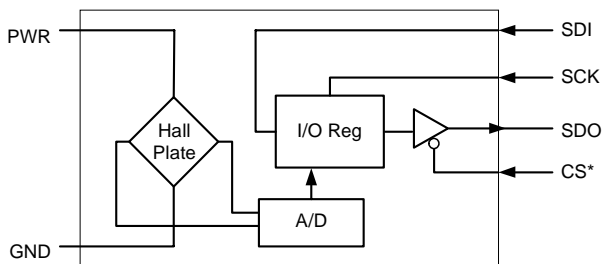 PWR
SDI
SCK
Hall
Plate
I/O Reg
SDO
CS*
A/D
GND